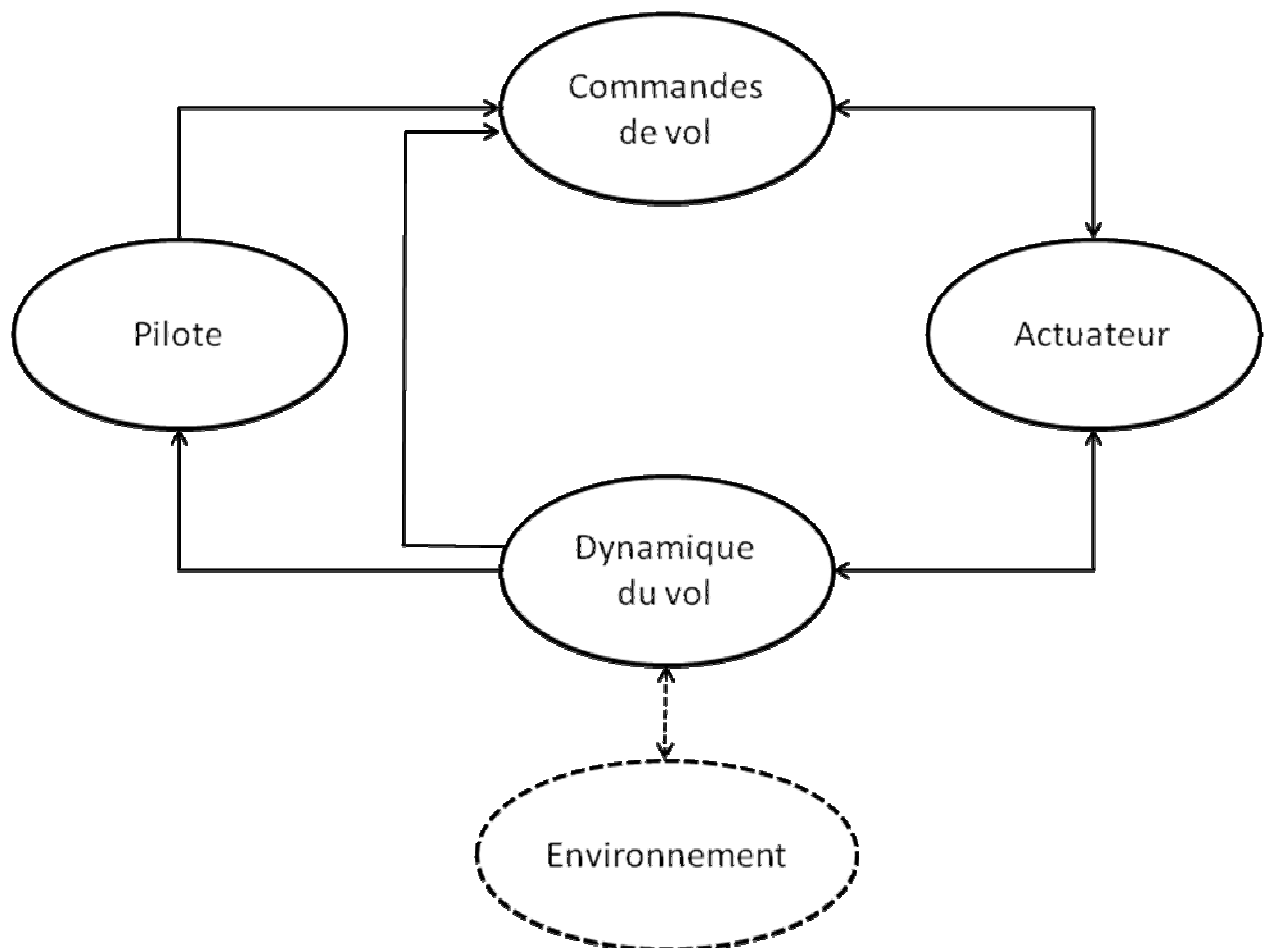 Commandes
de vol
Pilote
Actuateur
Dynamique
du vol
Environnement